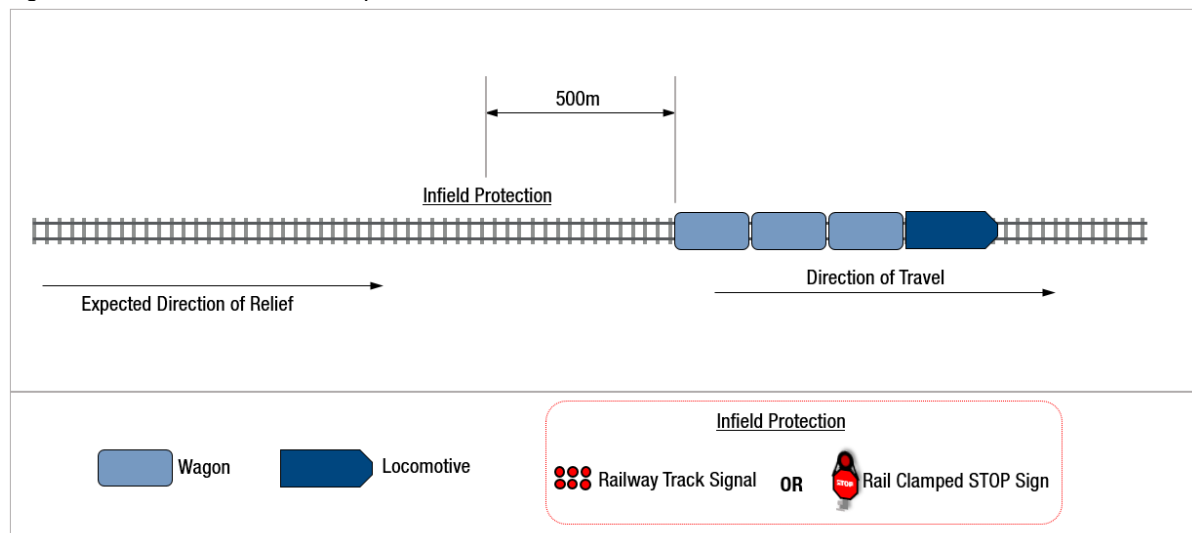 500m
Infield Protection
Expected Direction of Relief
Direction of Travel
Wagon
Locomotive
Infield Protection
Railway Track Signal
OR
STOP
Rail Clamped STOP Sign